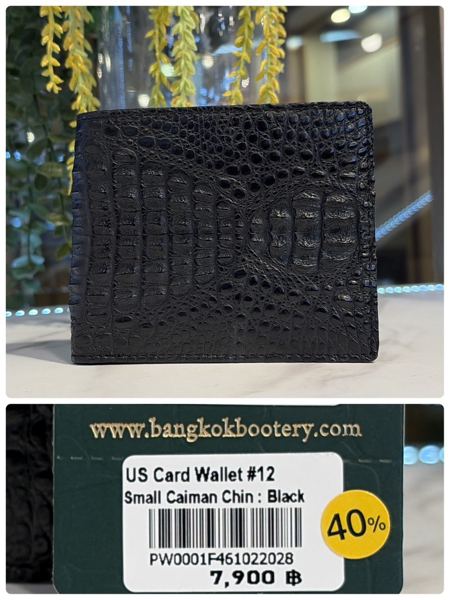 www.bangkokbootery.com
US Card Wallet #12
Small Caiman Chin : Black
PW0001F461022028
7,900 ฿
40%